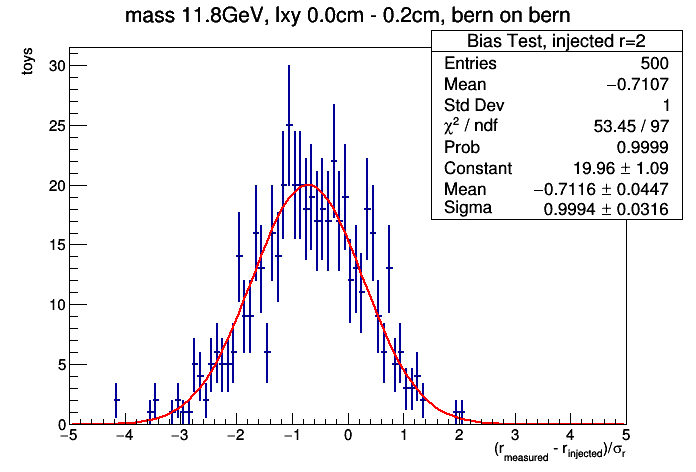 mass 11.8GeV, lxy 0.0cm - 0.2cm, bern on bern
Bias Test, injected r=2
Entries 500
Mean −0.7107
Std Dev 1
χ² / ndf 53.45 / 97
Prob 0.9999
Constant 19.96 ± 1.09
Mean −0.7116 ± 0.0447
Sigma 0.9994 ± 0.0316
toys
30
25
20
15
10
5
0
−5 −4 −3 −2 −1 0 1 2 3 4 5
(r_measured - r_injected)/σ_r